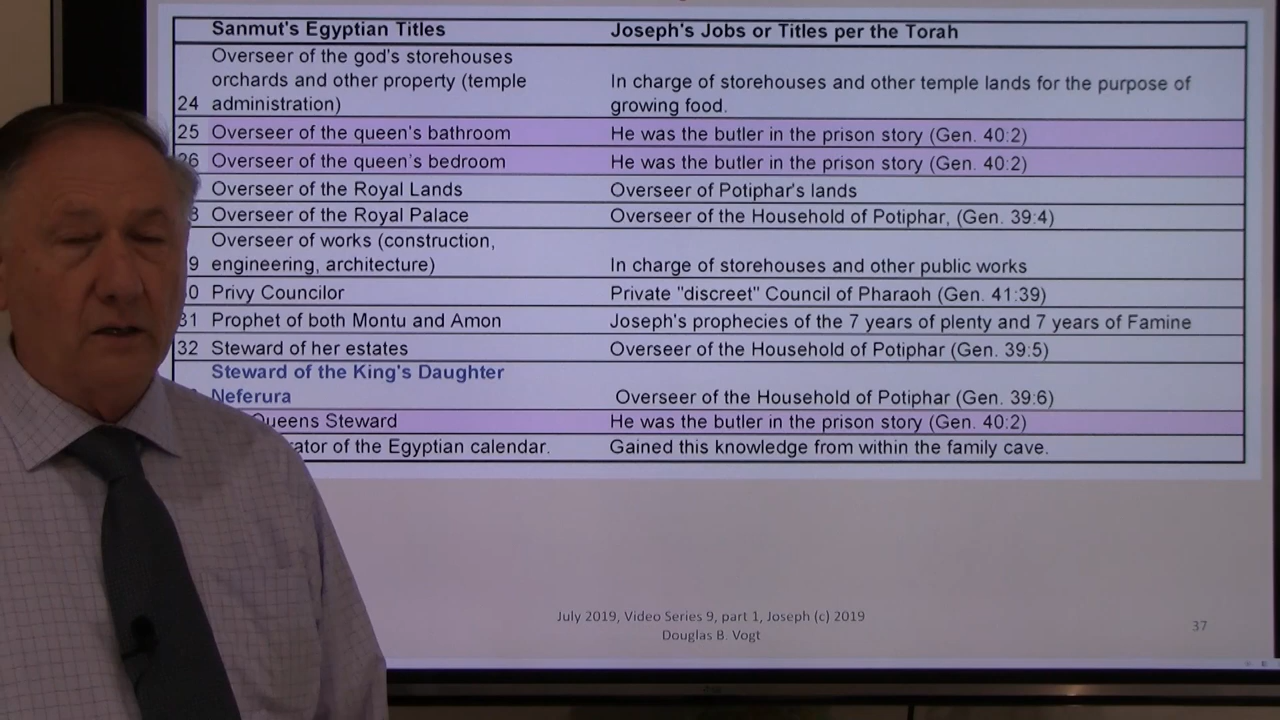 Sanmut's Egyptian Titles Joseph's Jobs or Titles per the Torah
Overseer of the god's storehouses
orchards and other property (temple In charge of storehouses and other temple lands for the purpose of
24 administration) growing food.
25 Overseer of the queen's bathroom He was the butler in the prison story (Gen. 40:2)
26 Overseer of the queen's bedroom He was the butler in the prison story (Gen. 40:2)
Overseer of the Royal Lands Overseer of Potiphar's lands
8 Overseer of the Royal Palace Overseer of the Household of Potiphar, (Gen. 39:4)
Overseer of works (construction,
9 engineering, architecture) In charge of storehouses and other public works
30 Privy Councilor Private "discreet" Council of Pharaoh (Gen. 41:39)
31 Prophet of both Montu and Amon Joseph's prophecies of the 7 years of plenty and 7 years of Famine
32 Steward of her estates Overseer of the Household of Potiphar (Gen. 39:5)
Steward of the King's Daughter
Neferura Overseer of the Household of Potiphar (Gen. 39:6)
Queens Steward He was the butler in the prison story (Gen. 40:2)
ator of the Egyptian calendar. Gained this knowledge from within the family cave.
July 2019, Video Series 9, part 1, Joseph (c) 2019
Douglas B. Vogt
37